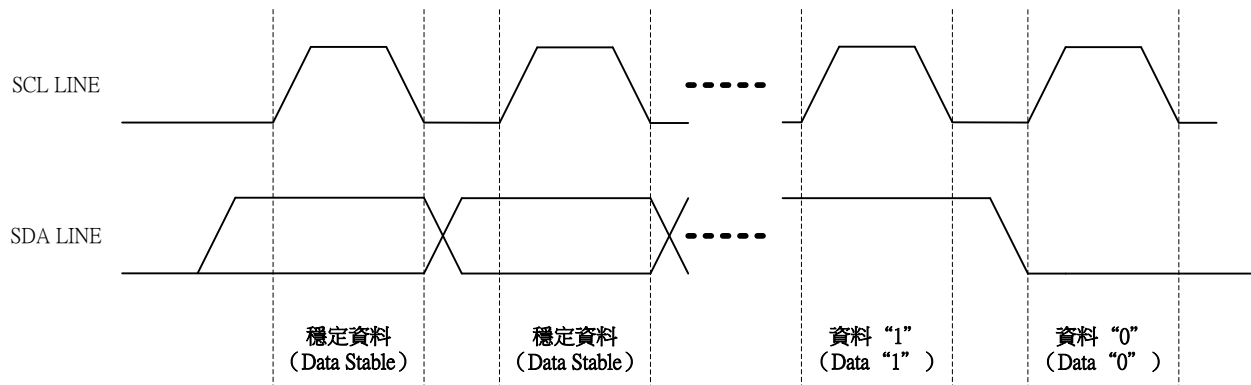 SCL LINE
SDA LINE
穩定資料
（Data Stable）
穩定資料
（Data Stable）
資料“1”
（Data“1”）
資料“0”
（Data“0”）